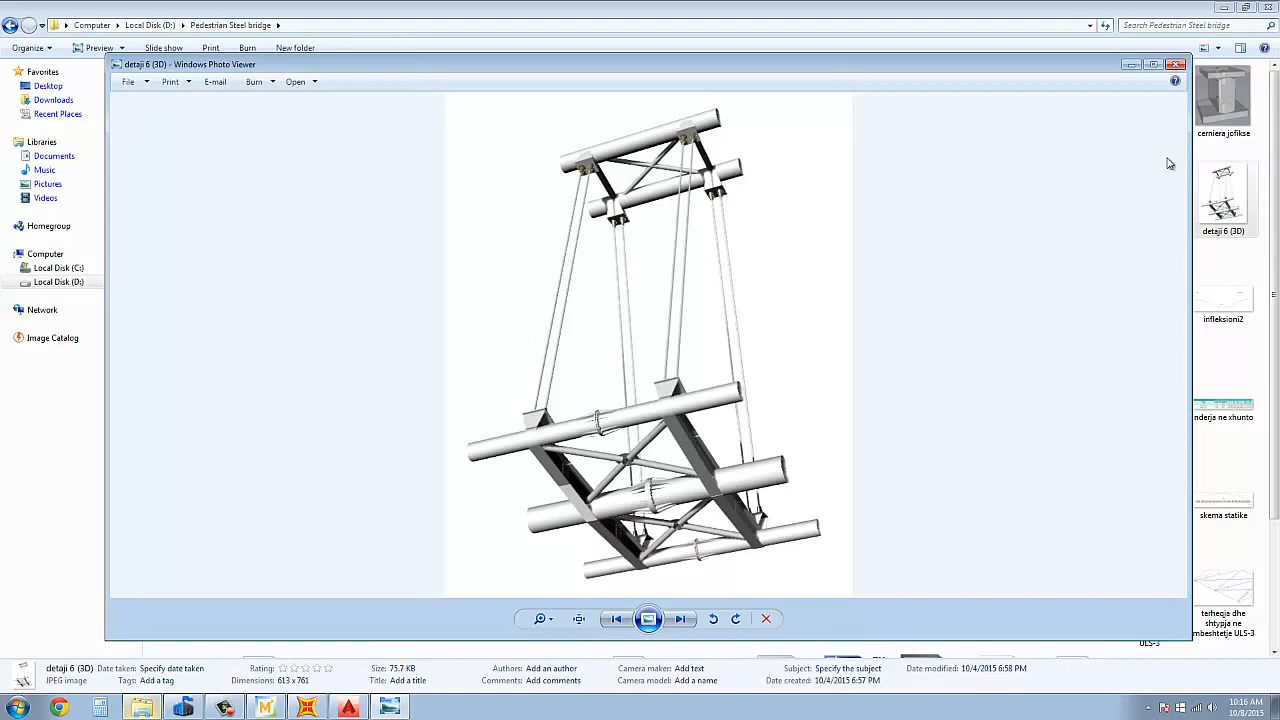 Computer
Local Disk (D:)
Pedestrian Steel bridge
Search Pedestrian Steel bridge
Organize
Preview
Slide show
Print
Burn
New folder
Favorites
Desktop
Downloads
Recent Places
Libraries
Documents
Music
Pictures
Videos
Homegroup
Computer
Local Disk (C:)
Local Disk (D:)
Network
Image Catalog
detaji 6 (3D) - Windows Photo Viewer
File
Print
E-mail
Burn
Open
cerniera jofikse
detaji 6 (3D)
infleksioni2
nderja ne xhunto
skema statike
terheqja dhe
shtypja ne
mbeshtetje ULS-3
ULS-3
detaji 6 (3D) Date taken: Specify date taken
JPEG image Tags: Add a tag
Rating:
Dimensions: 613 x 761
Size: 75.7 KB
Title: Add a title
Authors: Add an author
Comments: Add comments
Camera maker: Add text
Camera model: Add a name
Subject: Specify the subject
Date created: 10/4/2015 6:57 PM
Date modified: 10/4/2015 6:58 PM
10:16 AM
10/8/2015